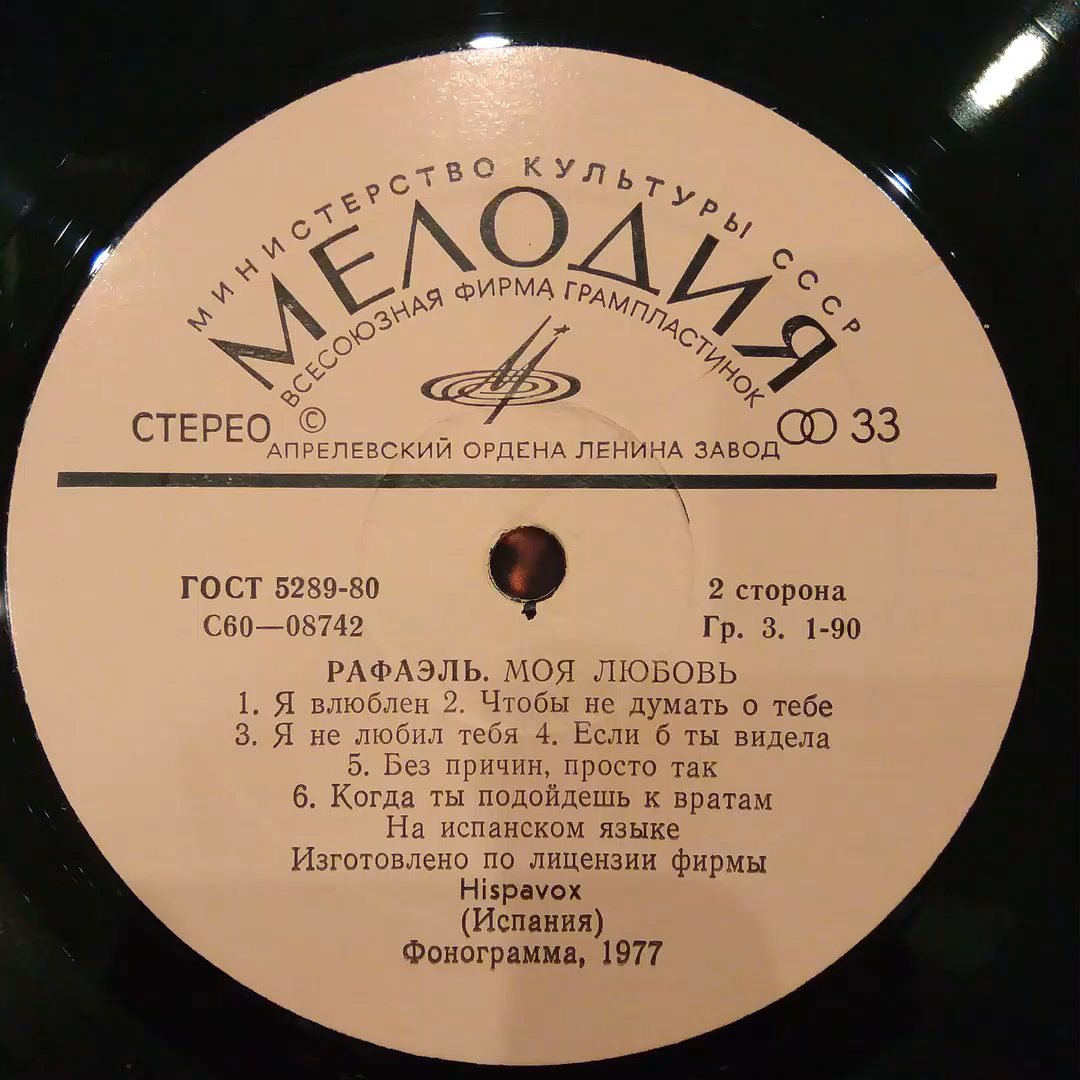 МИНИСТЕРСТВО КУЛЬТУРЫ СССР
МЕЛОДИЯ
ВСЕСОЮЗНАЯ ФИРМА ГРАМПЛАСТИНОК
СТЕРЕО © 33
АПРЕЛЕВСКИЙ ОРДЕНА ЛЕНИНА ЗАВОД
ГОСТ 5289-80 2 сторона
С60—08742 Гр. 3. 1-90
РАФАЭЛЬ. МОЯ ЛЮБОВЬ
1. Я влюблен 2. Чтобы не думать о тебе
3. Я не любил тебя 4. Если б ты видела
5. Без причин, просто так
6. Когда ты подойдешь к вратам
На испанском языке
Изготовлено по лицензии фирмы
Hispavox
(Испания)
Фонограмма, 1977